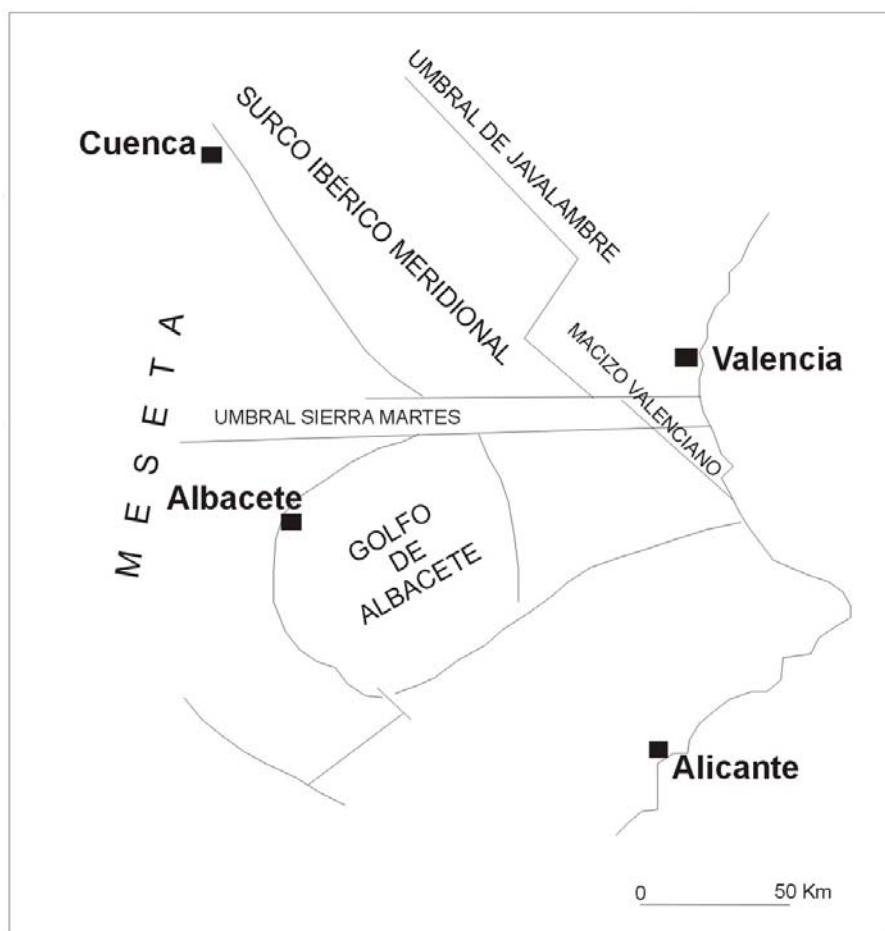 UMBRAL DE JAVALAMBRE
SURCO IBÉRICO MERIDIONAL
Cuenca
MESETA
MACIZO VALENCIANO
Valencia
UMBRAL SIERRA MARTES
Albacete
GOLFO
DE
ALBACETE
Alicante
0 50 Km